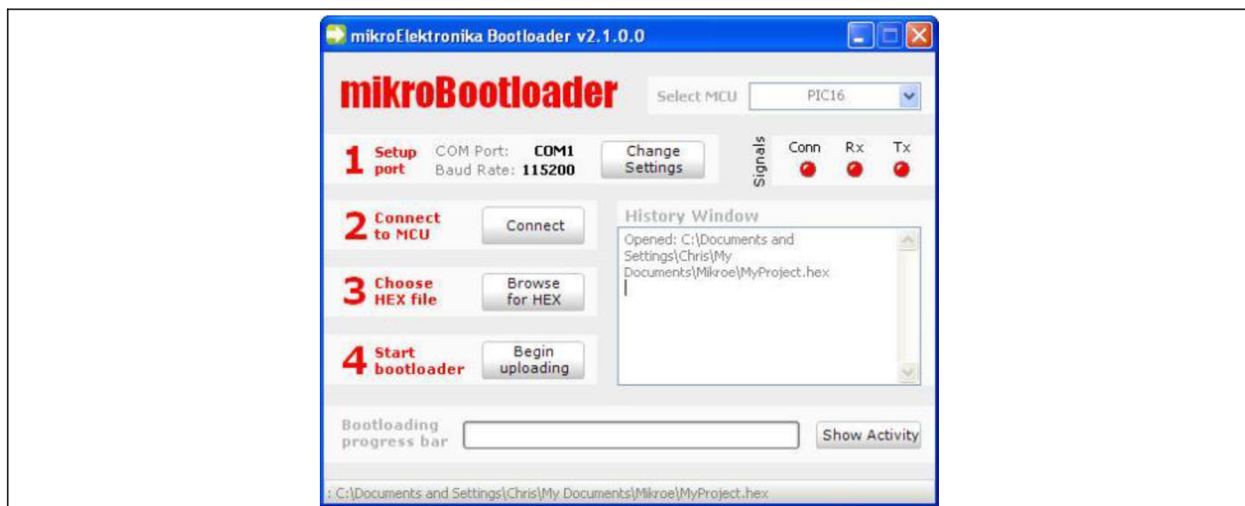 mikroElektronika Bootloader v2.1.0.0
mikroBootloader
Select MCU
PIC16
1 Setup port
COM Port: COM1
Baud Rate: 115200
Change
Settings
Signals
Conn Rx Tx
2 Connect
to MCU
Connect
History Window
Opened: C:\Documents and
Settings\Chris\My
Documents\Mikroe\MyProject.hex
3 Choose
HEX file
Browse
for HEX
4 Start
bootloader
Begin
uploading
Bootloading
progress bar
Show Activity
: C:\Documents and Settings\Chris\My Documents\Mikroe\MyProject.hex